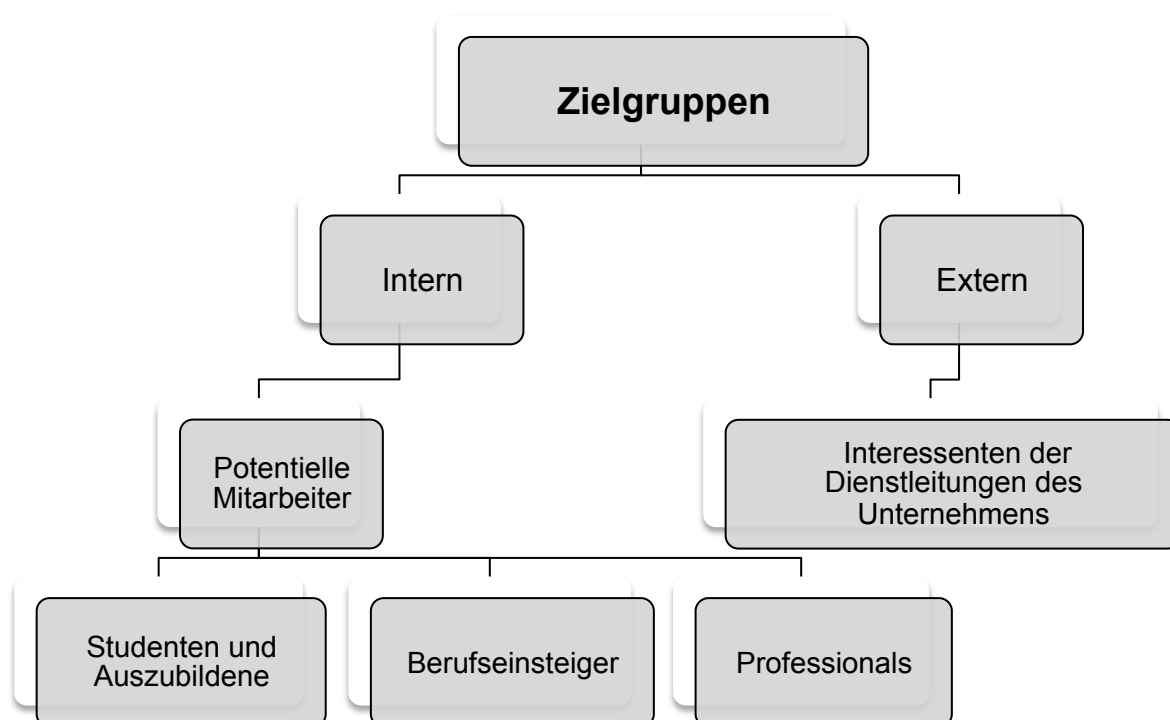 Zielgruppen
Intern
Extern
Potentielle
Mitarbeiter
Interessenten der
Dienstleitungen des
Unternehmens
Studenten und
Auszubildene
Berufseinsteiger
Professionals